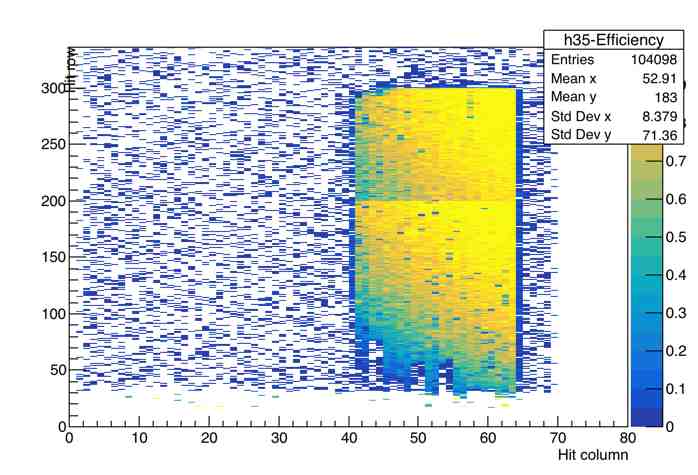 h35-Efficiency
Entries 104098
Mean x 52.91
Mean y 183
Std Dev x 8.379
Std Dev y 71.36
Hit row
300
250
200
150
100
50
0
0 10 20 30 40 50 60 70 80
Hit column
0.7
0.6
0.5
0.4
0.3
0.2
0.1
0